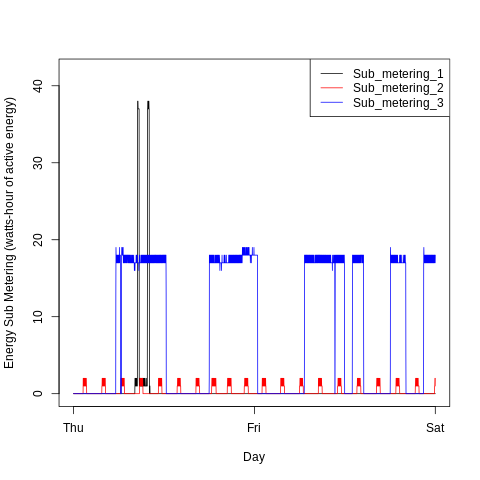 Sub_metering_1
Sub_metering_2
Sub_metering_3
Energy Sub Metering (watts-hour of active energy)
40
30
20
10
0
Thu Fri Sat
Day